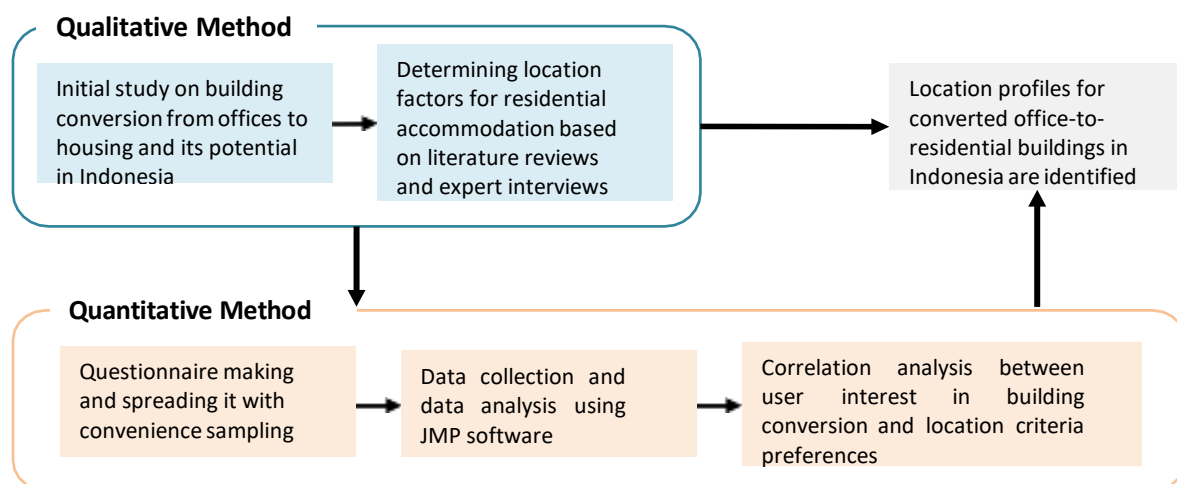 Qualitative Method
Initial study on building
conversion from offices to
housing and its potential
in Indonesia
Determining location
factors for residential
accommodation based
on literature reviews
and expert interviews
Location profiles for
converted office-to-
residential buildings in
Indonesia are identified
Quantitative Method
Questionnaire making
and spreading it with
convenience sampling
Data collection and
data analysis using
JMP software
Correlation analysis between
user interest in building
conversion and location criteria
preferences